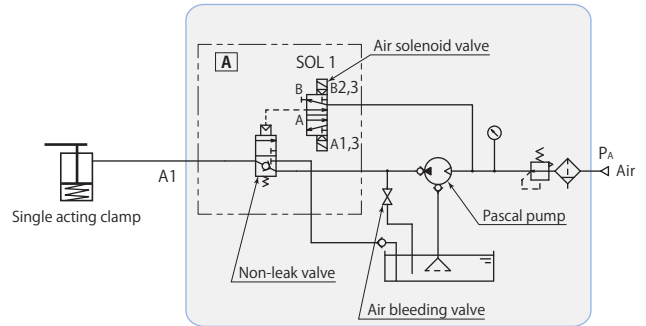 Air solenoid valve
A
SOL 1
B
B2,3
A
A1,3
PA
Air
A1
Single acting clamp
Pascal pump
Non-leak valve
Air bleeding valve